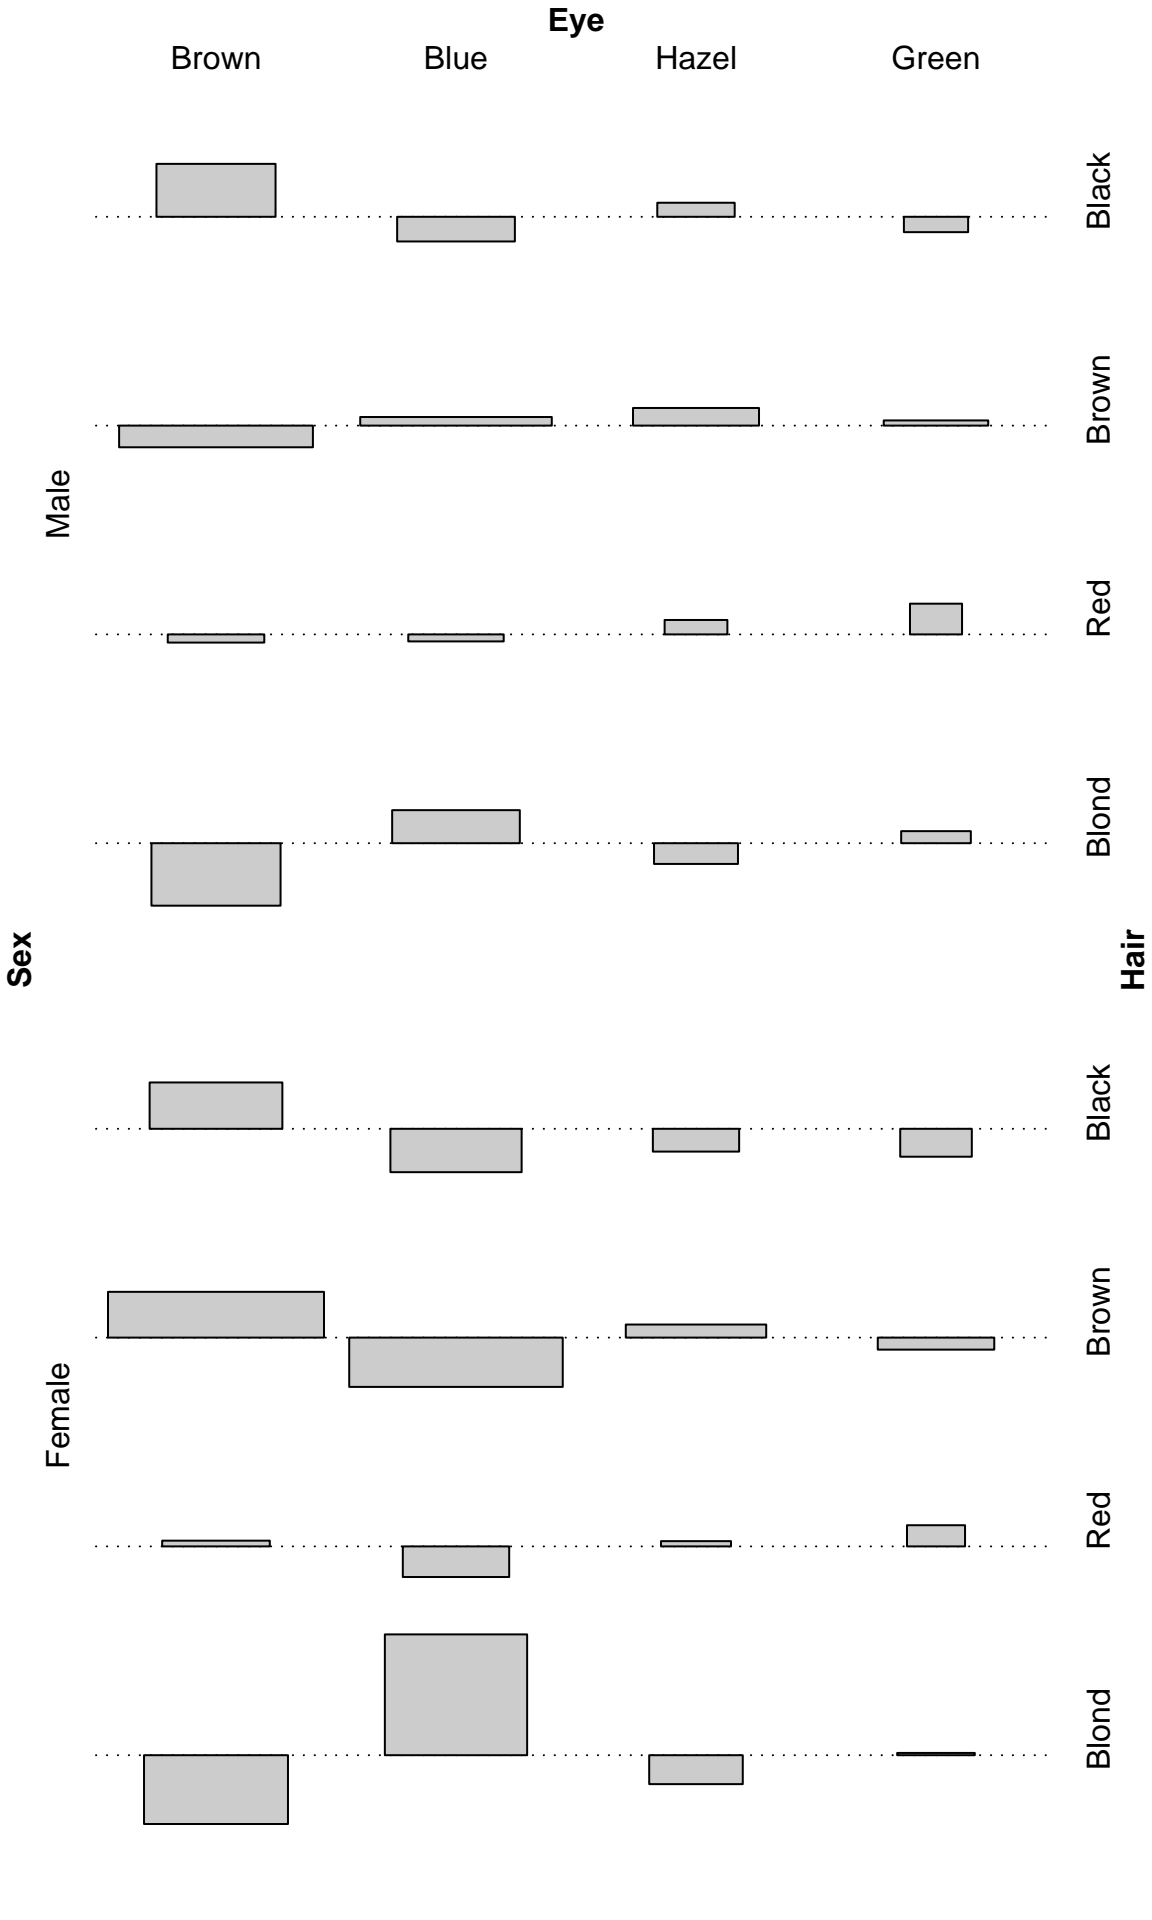 Eye
Brown Blue Hazel Green
Black
Brown
Male
Red
Blond
Sex
Hair
Black
Brown
Female
Red
Blond